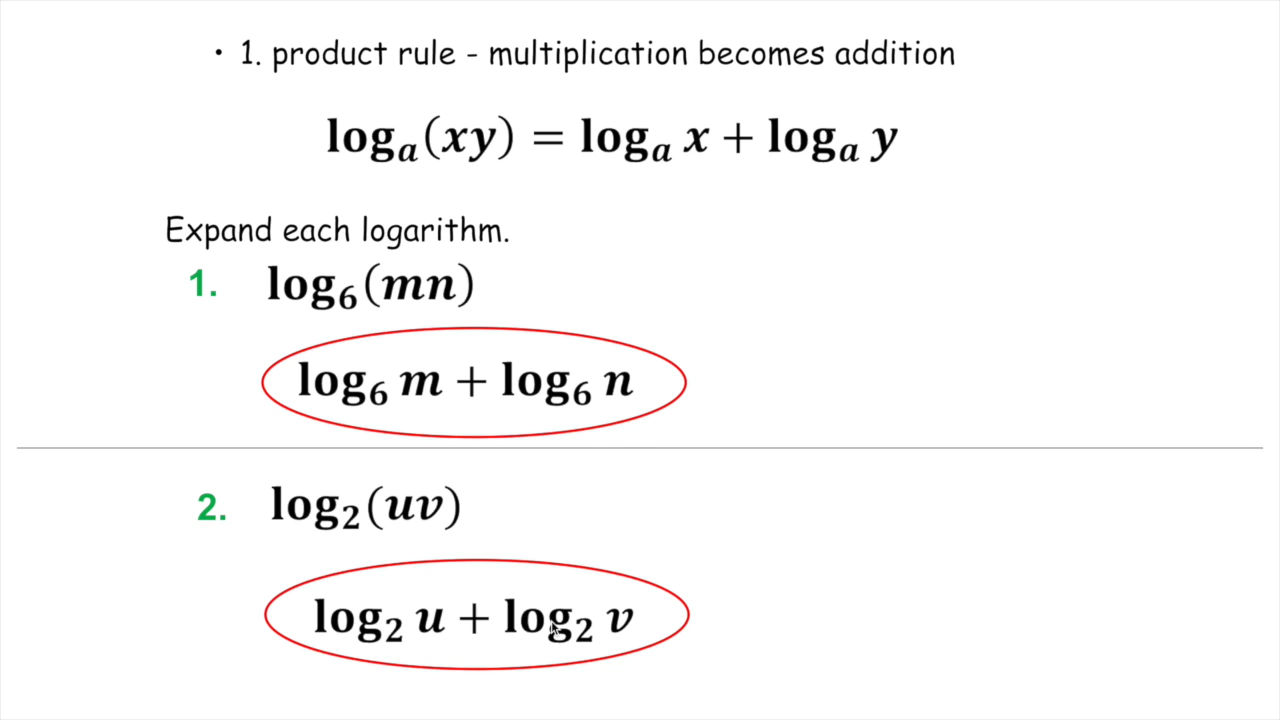 • 1. product rule - multiplication becomes addition
logₐ(xy) = logₐ x + logₐ y
Expand each logarithm.
1. log₆(mn)
log₆ m + log₆ n
2. log₂(uv)
log₂ u + log₂ v